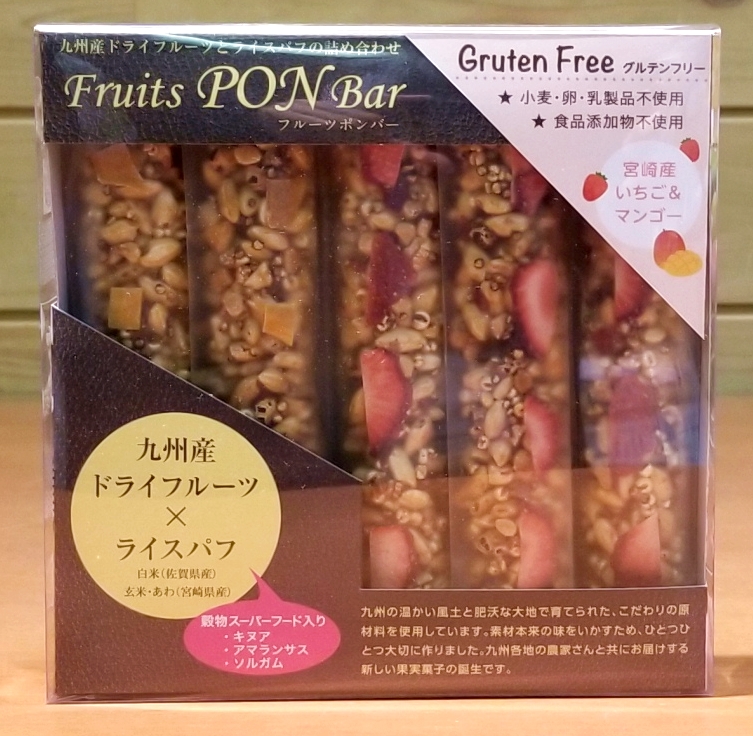 九州産ドライフルーツとライスパフの詰め合わせ
Fruits PON Bar
フルーツポンバー
Gruten Free グルテンフリー
★ 小麦・卵・乳製品不使用
★ 食品添加物不使用
宮崎産
いちご&
マンゴー
九州産
ドライフルーツ
×
ライスパフ
白米(佐賀県産)
玄米・あわ(宮崎県産)
穀物スーパーフード入り
・キヌア
・アマランサス
・ソルガム
九州の温かい風土と肥沃な大地で育てられた、こだわりの原
材料を使用しています。素材本来の味をいかすため、ひとつひ
とつ大切に作りました。九州各地の農家さんと共にお届けする
新しい果実菓子の誕生です。